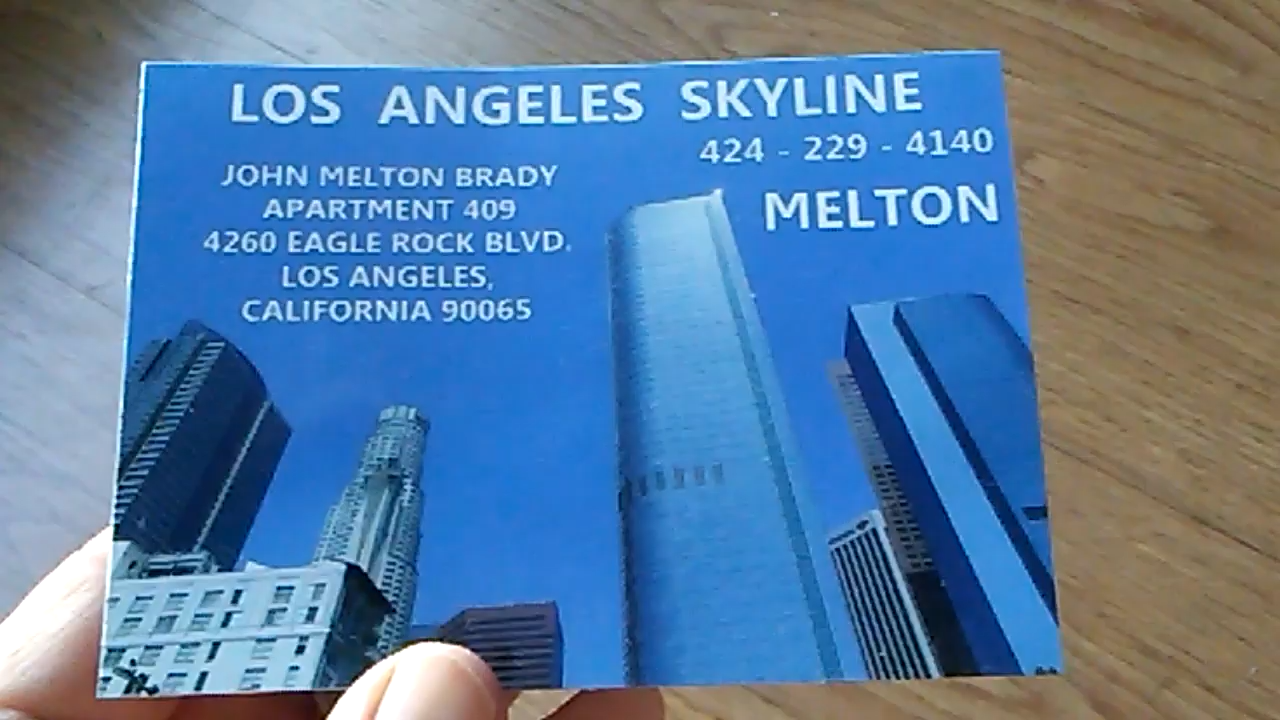 LOS ANGELES SKYLINE
424 - 229 - 4140
MELTON
JOHN MELTON BRADY
APARTMENT 409
4260 EAGLE ROCK BLVD.
LOS ANGELES,
CALIFORNIA 90065